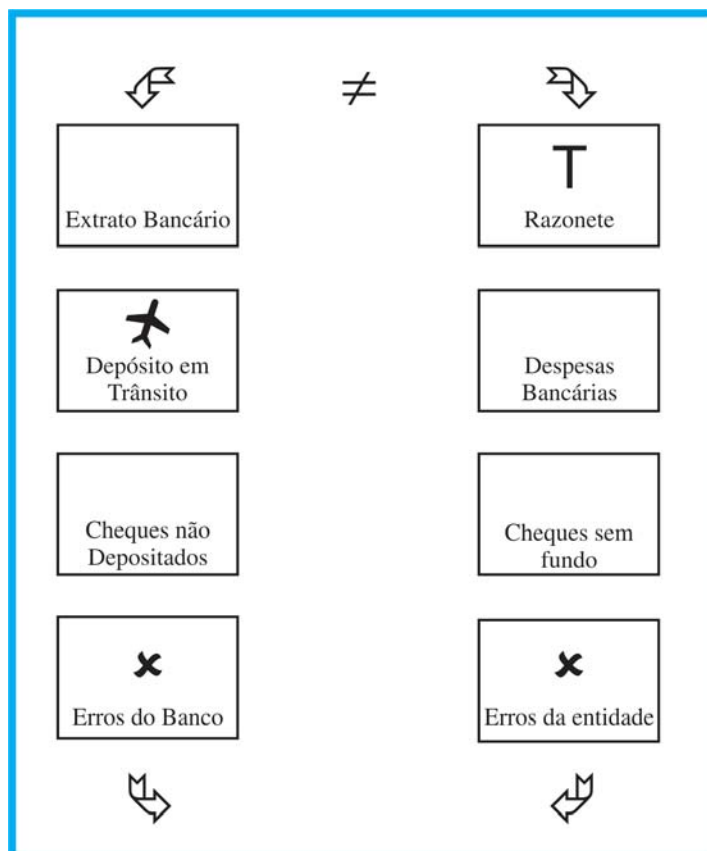 ≠
Extrato Bancário
T
Razonete
Depósito em
Trânsito
Despesas
Bancárias
Cheques não
Depositados
Cheques sem
fundo
Erros do Banco
Erros da entidade